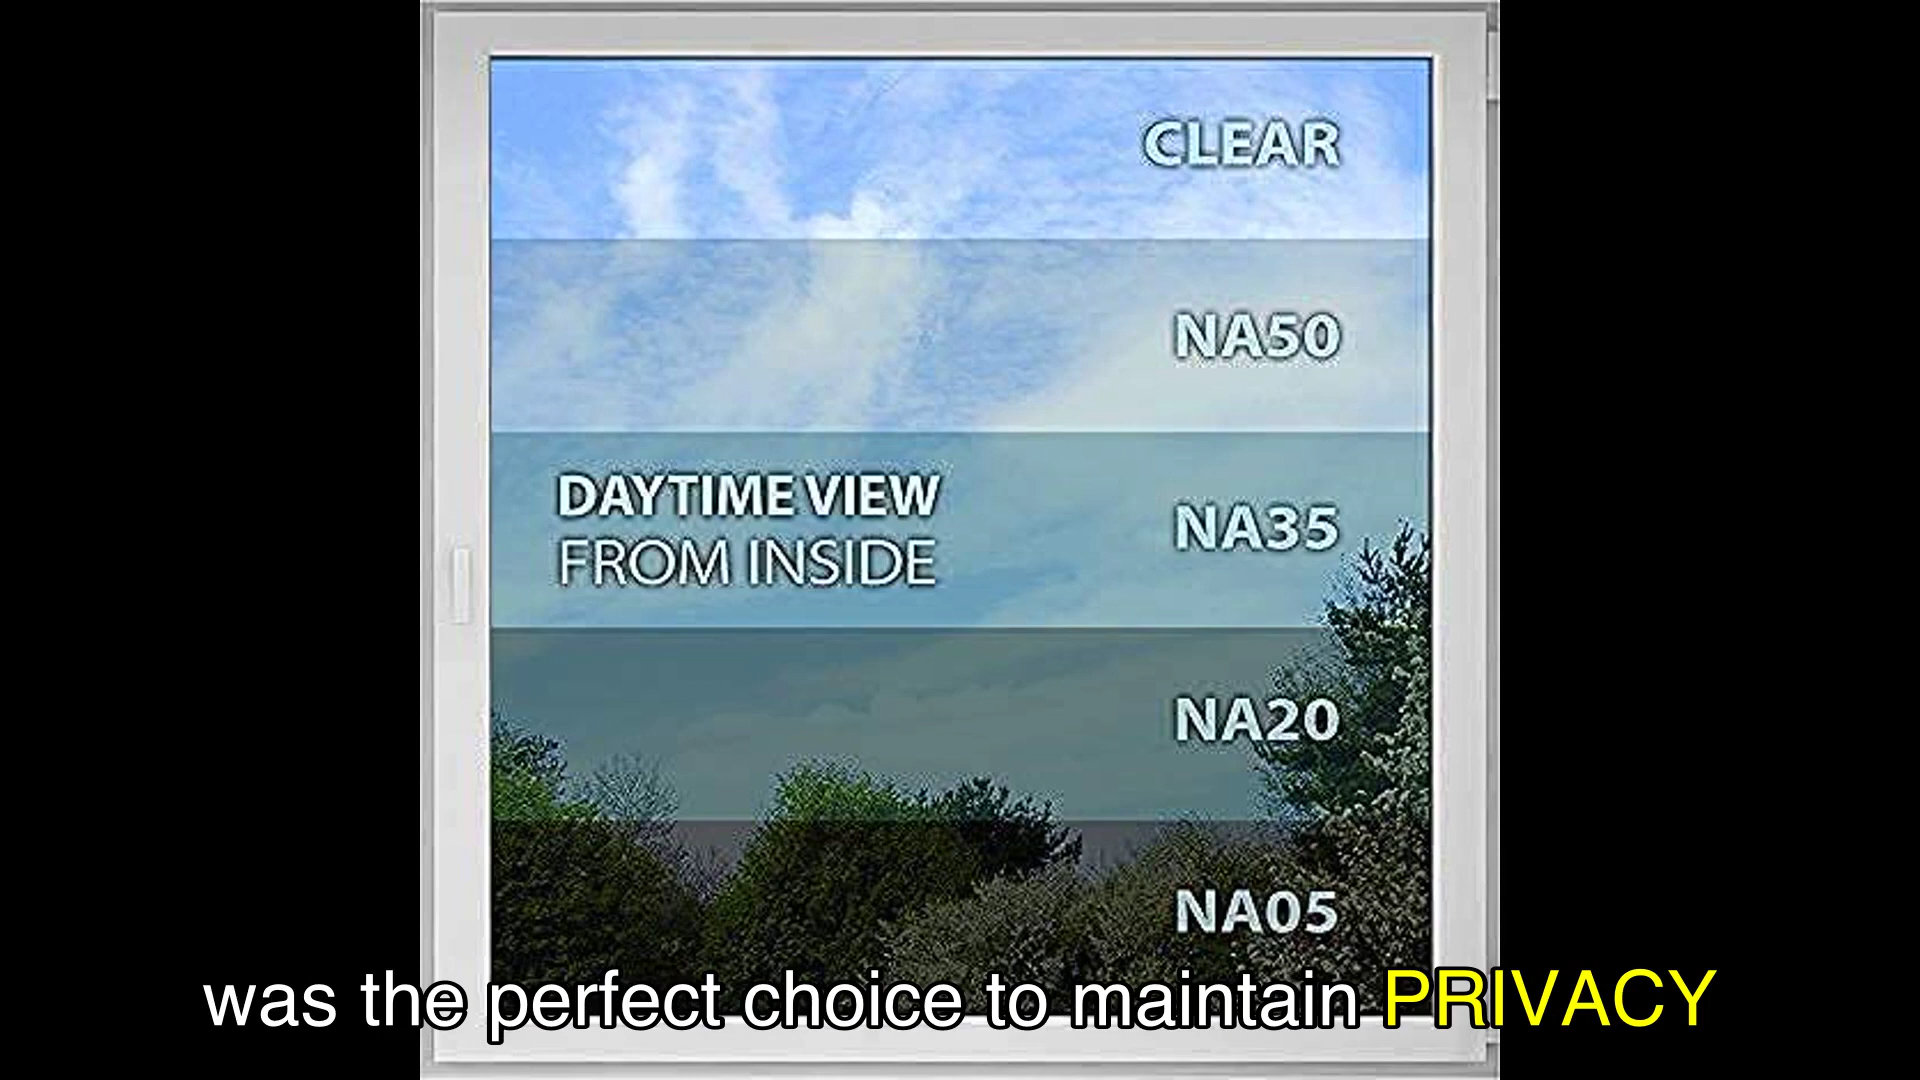 CLEAR
NA50
DAYTIME VIEW
FROM INSIDE
NA35
NA20
NA05
was the perfect choice to maintain PRIVACY